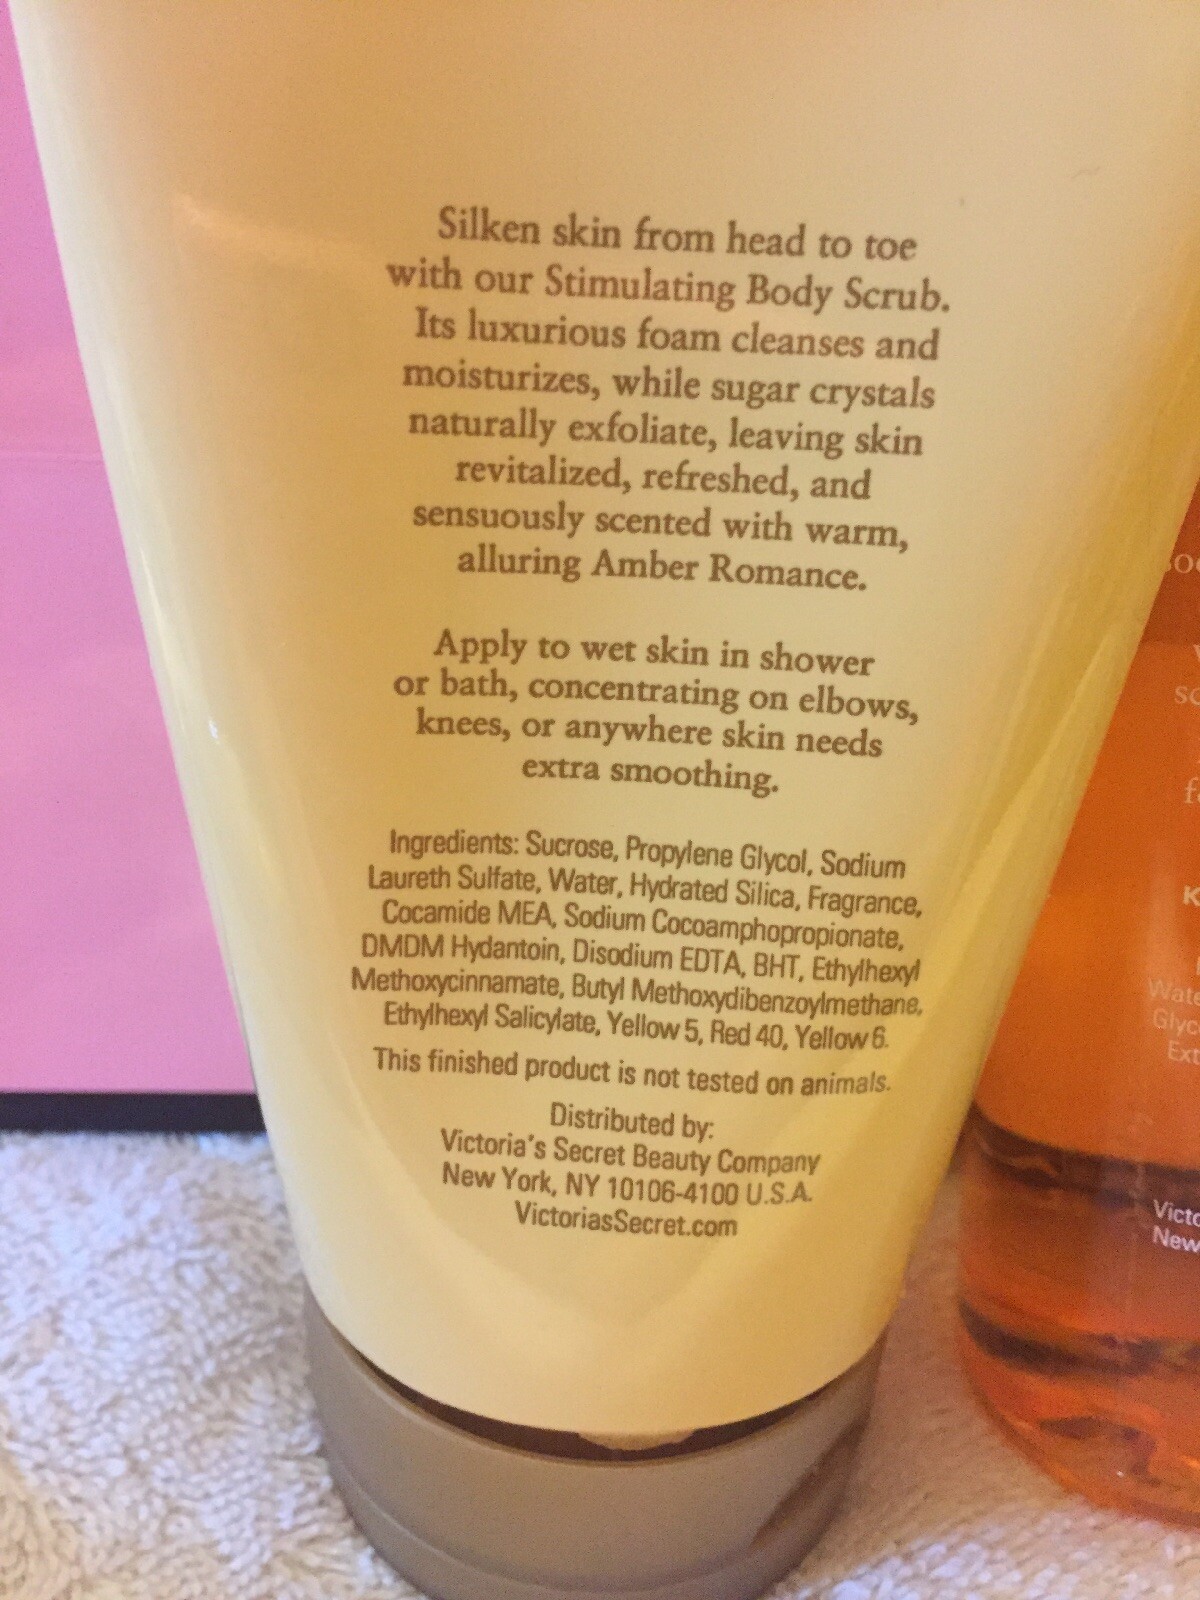 Silken skin from head to toe
with our Stimulating Body Scrub.
Its luxurious foam cleanses and
moisturizes, while sugar crystals
naturally exfoliate, leaving skin
revitalized, refreshed, and
sensuously scented with warm,
alluring Amber Romance.
Apply to wet skin in shower
or bath, concentrating on elbows,
knees, or anywhere skin needs
extra smoothing.
Ingredients: Sucrose, Propylene Glycol, Sodium
Laureth Sulfate, Water, Hydrated Silica, Fragrance,
Cocamide MEA, Sodium Cocoamphopropionate,
DMDM Hydantoin, Disodium EDTA, BHT, Ethylhexyl
Methoxycinnamate, Butyl Methoxydibenzoylmethane,
Ethylhexyl Salicylate, Yellow 5, Red 40, Yellow 6.
This finished product is not tested on animals.
Distributed by:
Victoria's Secret Beauty Company
New York, NY 10106-4100 U.S.A.
VictoriasSecret.com
Victo
New